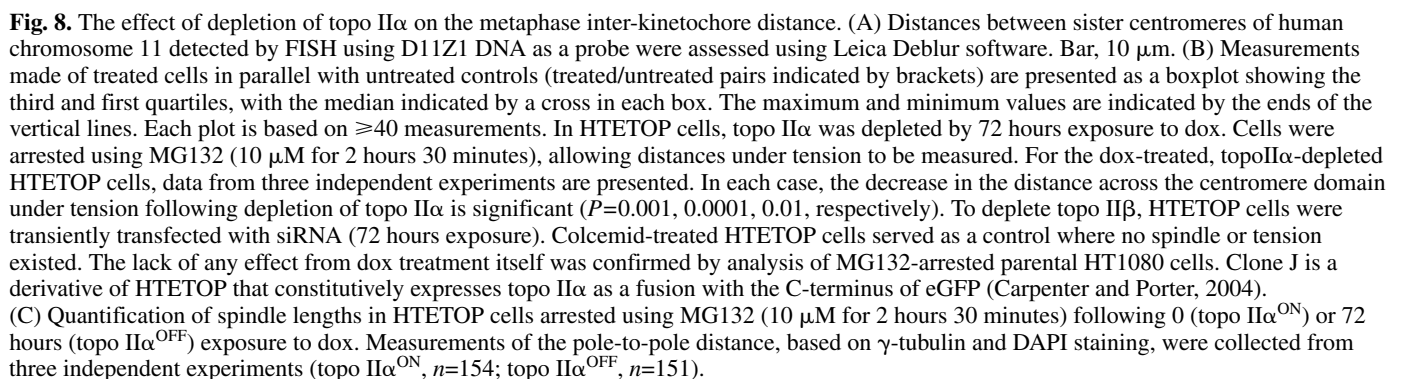 Fig. 8. The effect of depletion of topo IIα on the metaphase inter-kinetochore distance. (A) Distances between sister centromeres of human
chromosome 11 detected by FISH using D11Z1 DNA as a probe were assessed using Leica Deblur software. Bar, 10 μm. (B) Measurements
made of treated cells in parallel with untreated controls (treated/untreated pairs indicated by brackets) are presented as a boxplot showing the
third and first quartiles, with the median indicated by a cross in each box. The maximum and minimum values are indicated by the ends of the
vertical lines. Each plot is based on ⩾40 measurements. In HTETOP cells, topo IIα was depleted by 72 hours exposure to dox. Cells were
arrested using MG132 (10 μM for 2 hours 30 minutes), allowing distances under tension to be measured. For the dox-treated, topoIIα-depleted
HTETOP cells, data from three independent experiments are presented. In each case, the decrease in the distance across the centromere domain
under tension following depletion of topo IIα is significant (P=0.001, 0.0001, 0.01, respectively). To deplete topo IIβ, HTETOP cells were
transiently transfected with siRNA (72 hours exposure). Colcemid-treated HTETOP cells served as a control where no spindle or tension
existed. The lack of any effect from dox treatment itself was confirmed by analysis of MG132-arrested parental HT1080 cells. Clone J is a
derivative of HTETOP that constitutively expresses topo IIα as a fusion with the C-terminus of eGFP (Carpenter and Porter, 2004).
(C) Quantification of spindle lengths in HTETOP cells arrested using MG132 (10 μM for 2 hours 30 minutes) following 0 (topo IIα^ON) or 72
hours (topo IIα^OFF) exposure to dox. Measurements of the pole-to-pole distance, based on γ-tubulin and DAPI staining, were collected from
three independent experiments (topo IIα^ON, n=154; topo IIα^OFF, n=151).